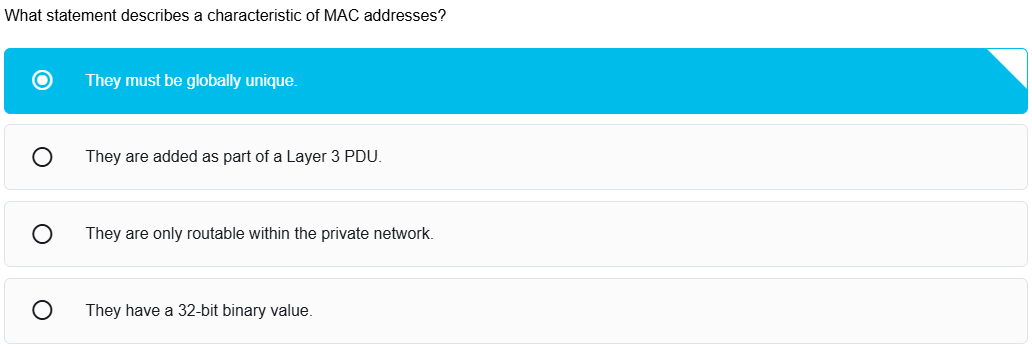 What statement describes a characteristic of MAC addresses?
They must be globally unique.
They are added as part of a Layer 3 PDU.
They are only routable within the private network.
They have a 32-bit binary value.